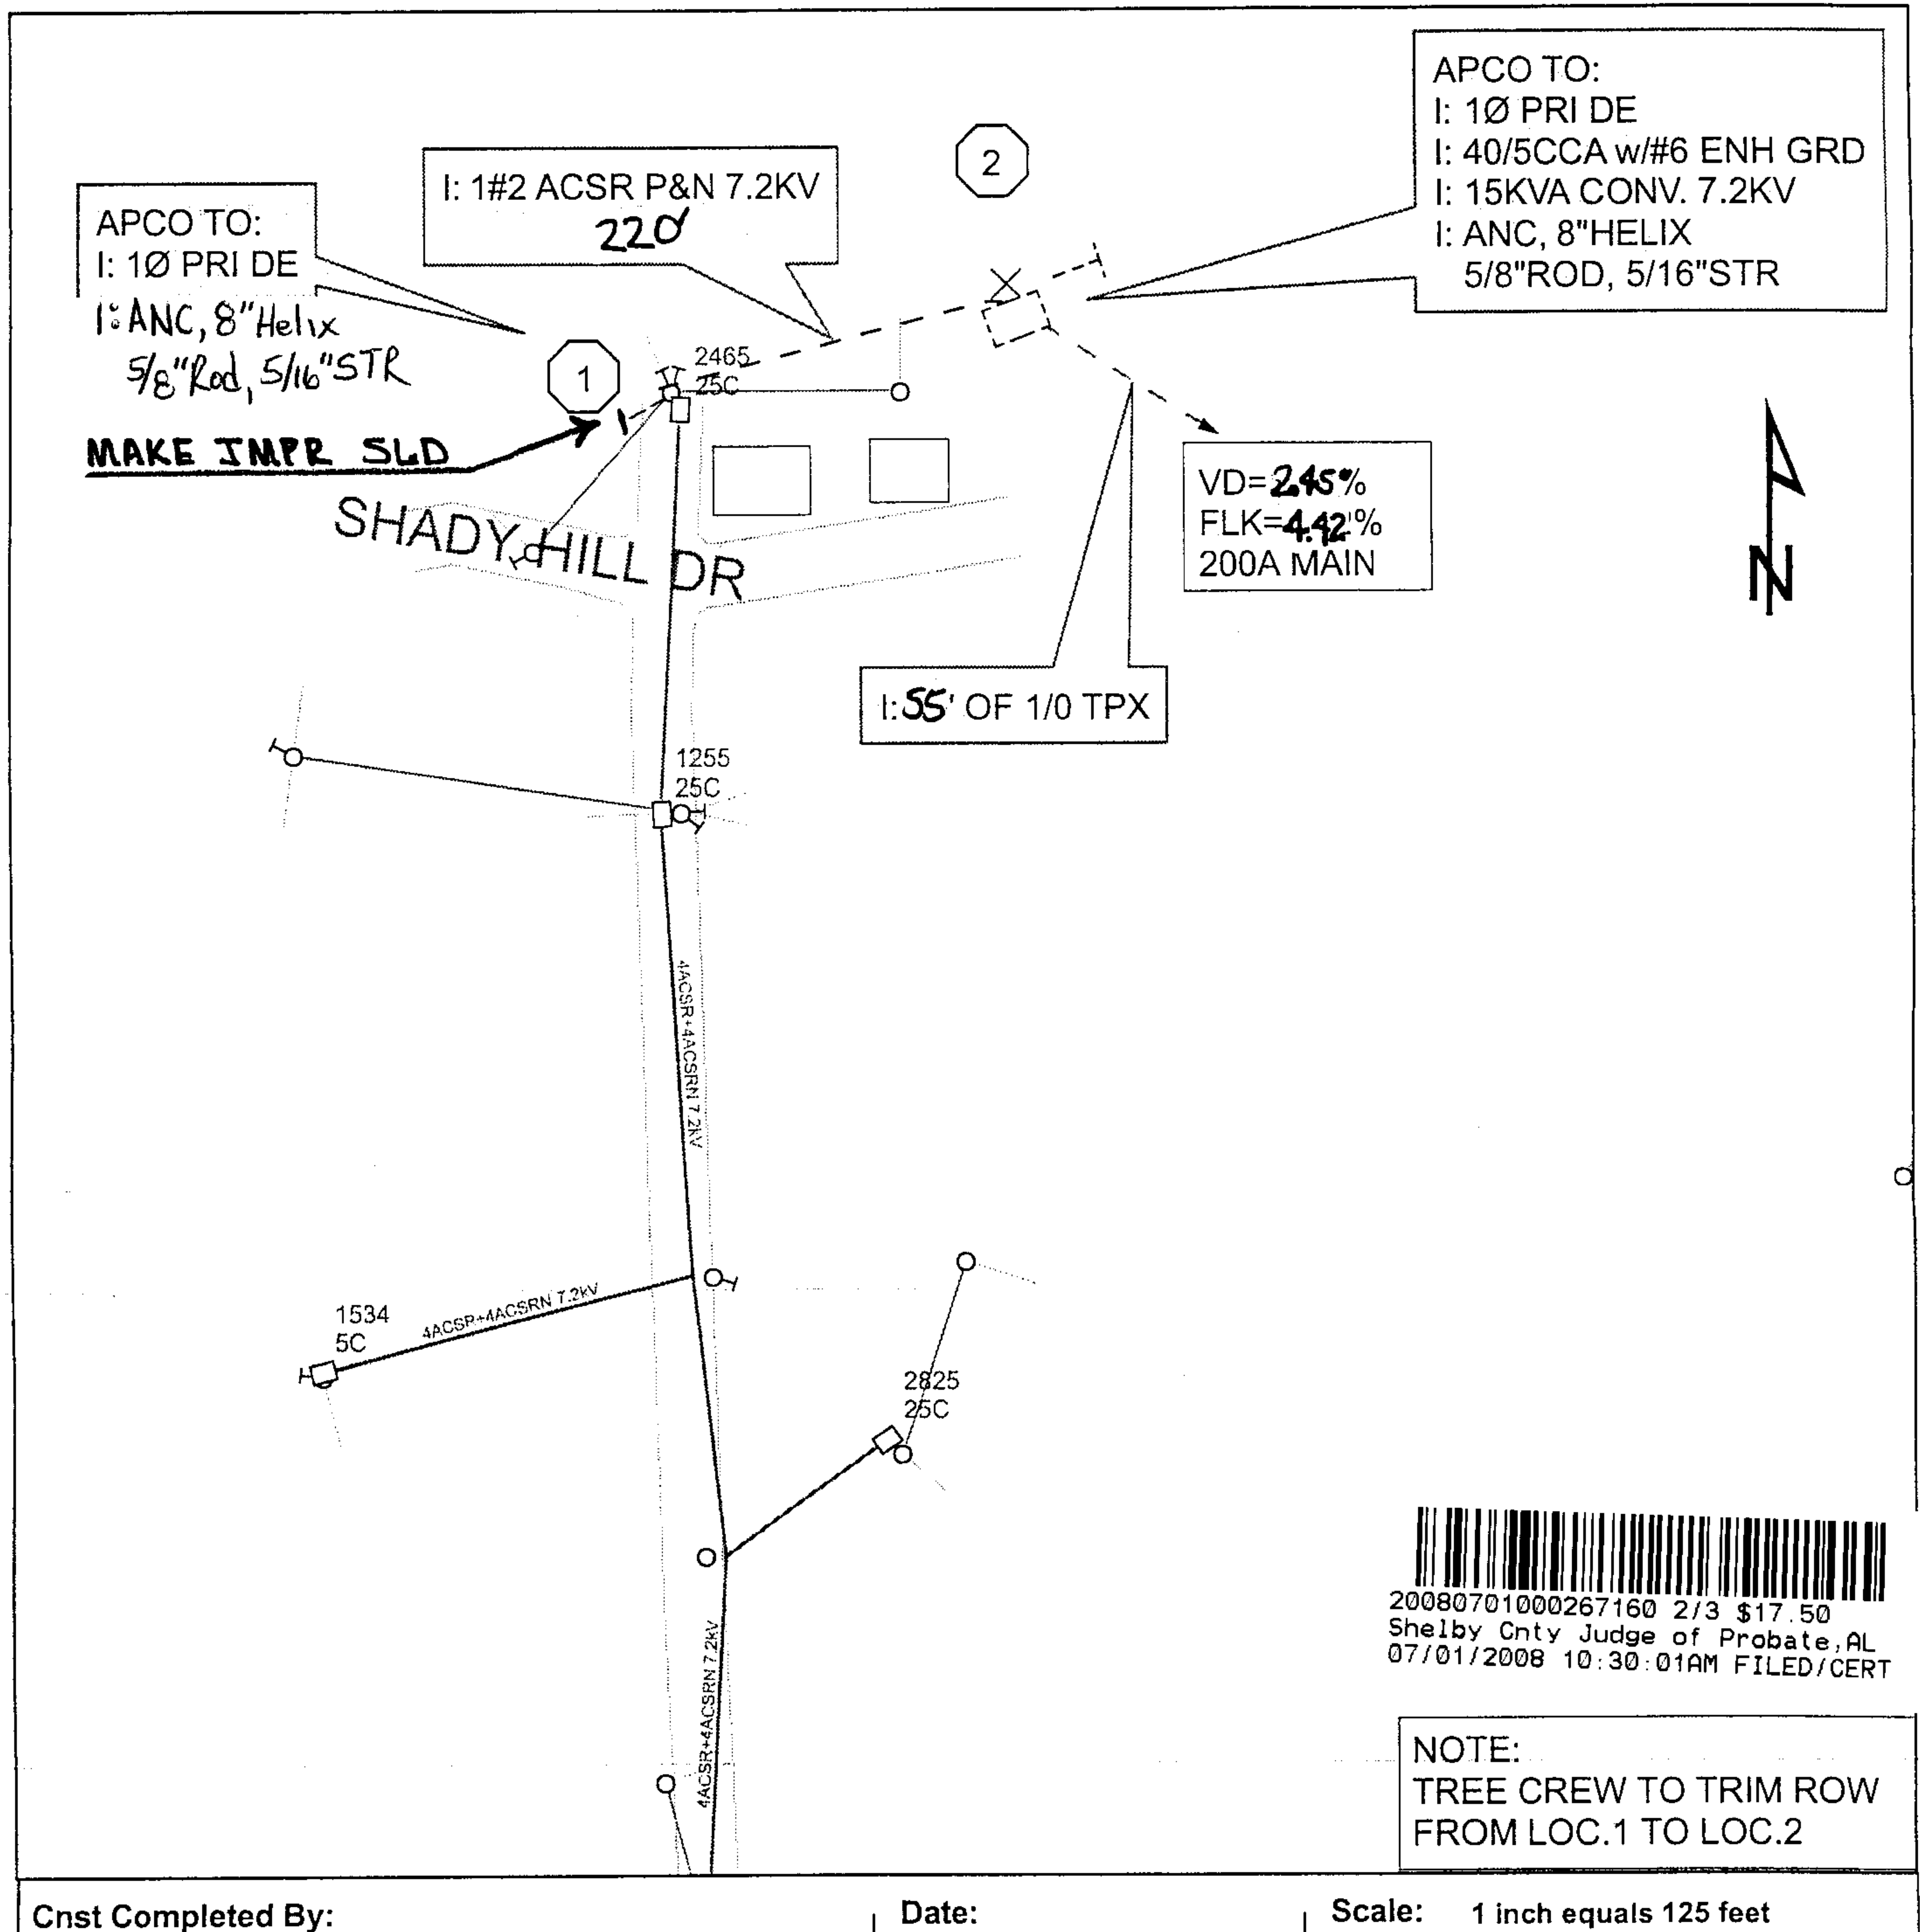 APCO TO:
I: 1Ø PRI DE
I: 40/5CCA w/#6 ENH GRD
I: 15KVA CONV. 7.2KV
I: ANC, 8"HELIX
5/8"ROD, 5/16"STR
2
I: 1#2 ACSR P&N 7.2KV
220'
APCO TO:
I: 1Ø PRI DE
I: ANC, 8" Helix
5/8" Rod, 5/16" STR
1
2465
25C
MAKE IMPR SLD
VD=2.45%
FLK=4.42%
200A MAIN
SHADY HILL DR
N
I: 55' OF 1/0 TPX
1255
25C
4ACSR+4ACSRN 7.2kV
4ACSR+4ACSRN 7.2kV
1534
5C
2825
25C
4ACSR+4ACSRN 7.2kV
20080701000267160 2/3 $17.50
Shelby Cnty Judge of Probate,AL
07/01/2008 10:30:01AM FILED/CERT
NOTE:
TREE CREW TO TRIM ROW
FROM LOC.1 TO LOC.2
Cnst Completed By:
Date:
Scale: 1 inch equals 125 feet